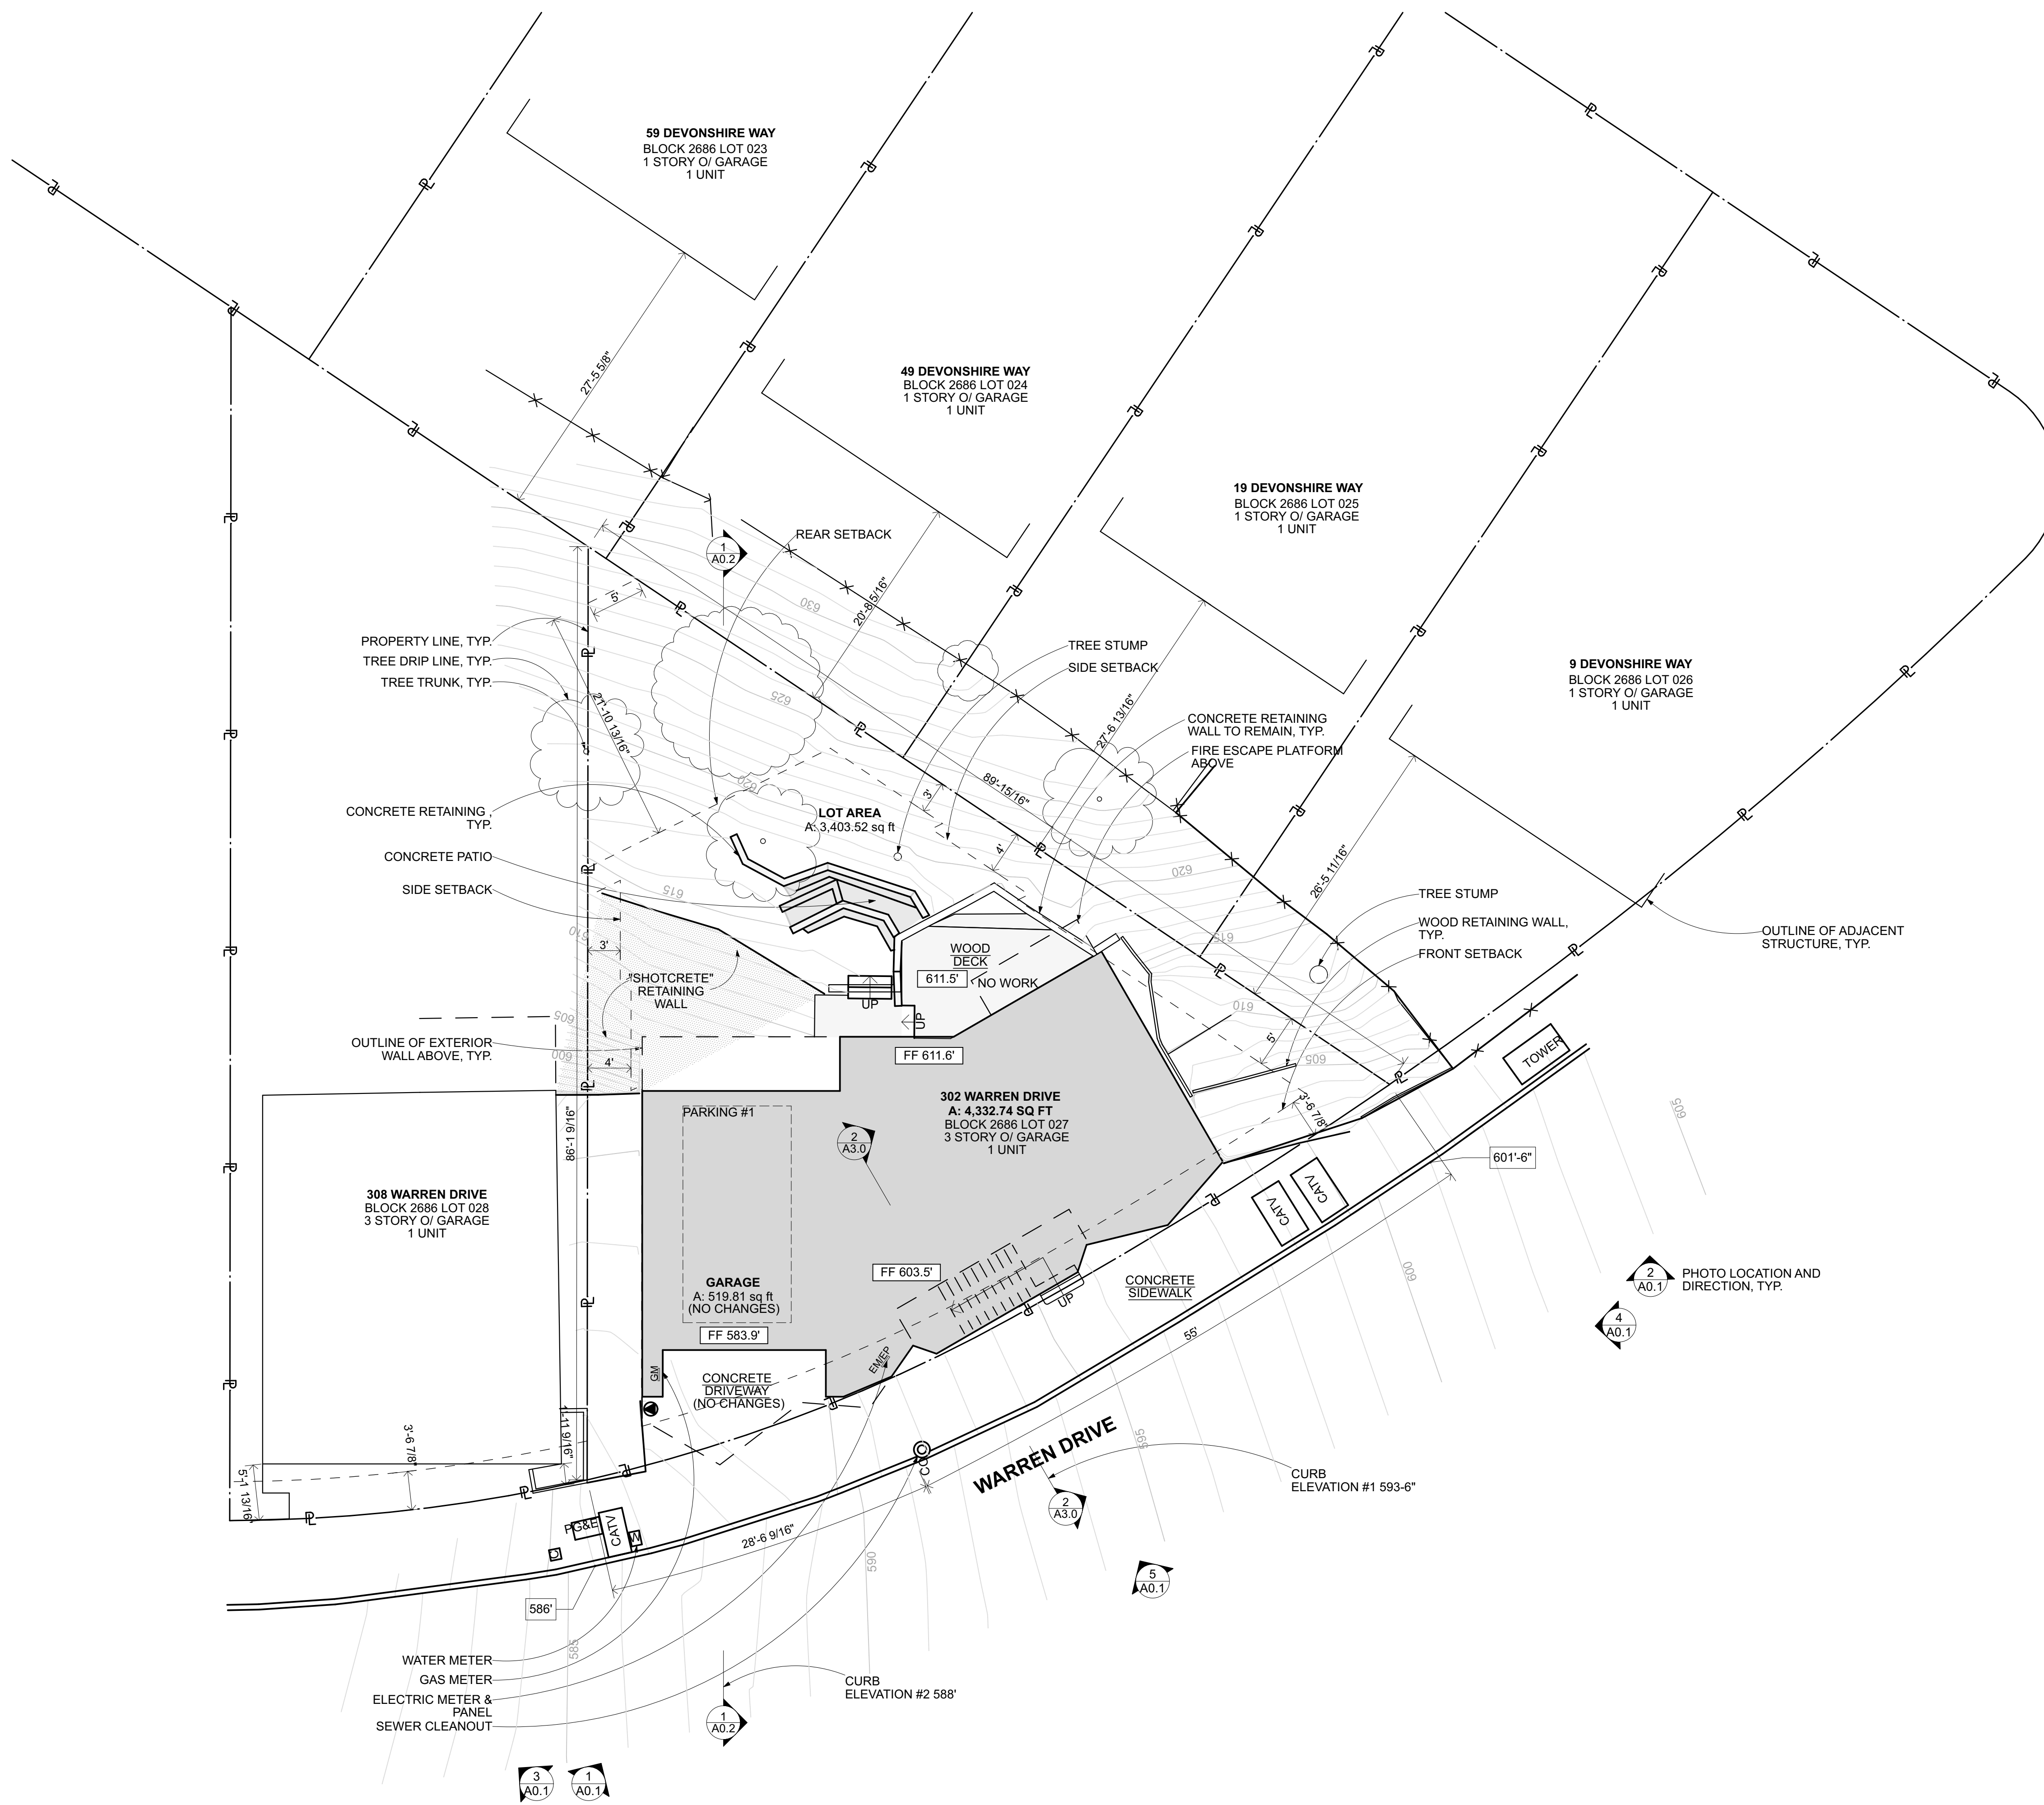 59 DEVONSHIRE WAY
BLOCK 2686 LOT 023
1 STORY O/ GARAGE
1 UNIT
27'-5 5/8"
49 DEVONSHIRE WAY
BLOCK 2686 LOT 024
1 STORY O/ GARAGE
1 UNIT
19 DEVONSHIRE WAY
BLOCK 2686 LOT 025
1 STORY O/ GARAGE
1 UNIT
9 DEVONSHIRE WAY
BLOCK 2686 LOT 026
1 STORY O/ GARAGE
1 UNIT
REAR SETBACK
1
A0.2
630
20'-8 5/16"
5'
PROPERTY LINE, TYP.
TREE DRIP LINE, TYP.
TREE TRUNK, TYP.
TREE STUMP
SIDE SETBACK
625
21'-10 13/16"
27'-6 13/16"
CONCRETE RETAINING
WALL TO REMAIN, TYP.
FIRE ESCAPE PLATFORM
ABOVE
620
89'-15/16"
3'
LOT AREA
A: 3,403.52 sq ft
CONCRETE RETAINING ,
TYP.
4'
CONCRETE PATIO
SIDE SETBACK
615
620
26'-5 11/16"
TREE STUMP
WOOD RETAINING WALL,
TYP.
FRONT SETBACK
OUTLINE OF ADJACENT
STRUCTURE, TYP.
610
3'
615
WOOD
DECK
611.5'
NO WORK
"SHOTCRETE"
RETAINING
WALL
UP
UP
605
610
5'
OUTLINE OF EXTERIOR
WALL ABOVE, TYP.
600
4'
FF 611.6'
605
TOWER
605
86'-1 9/16"
PARKING #1
302 WARREN DRIVE
A: 4,332.74 SQ FT
BLOCK 2686 LOT 027
3 STORY O/ GARAGE
1 UNIT
2
A3.0
3'-6 7/8"
601'-6"
308 WARREN DRIVE
BLOCK 2686 LOT 028
3 STORY O/ GARAGE
1 UNIT
CATV
CATV
GARAGE
A: 519.81 sq ft
(NO CHANGES)
FF 603.5'
FF 583.9'
UP
CONCRETE
SIDEWALK
600
2
A0.1
PHOTO LOCATION AND
DIRECTION, TYP.
4
A0.1
55'
GM
EM/EP
CONCRETE
DRIVEWAY
(NO CHANGES)
1'-11 9/16"
3'-6 7/8"
5'-1 13/16"
WARREN DRIVE
595
CO
CURB
ELEVATION #1 593-6"
2
A3.0
PG&E
CATV
W
28'-6 9/16"
590
5
A0.1
586'
585
WATER METER
GAS METER
ELECTRIC METER &
PANEL
SEWER CLEANOUT
CURB
ELEVATION #2 588'
1
A0.2
3
A0.1
1
A0.1